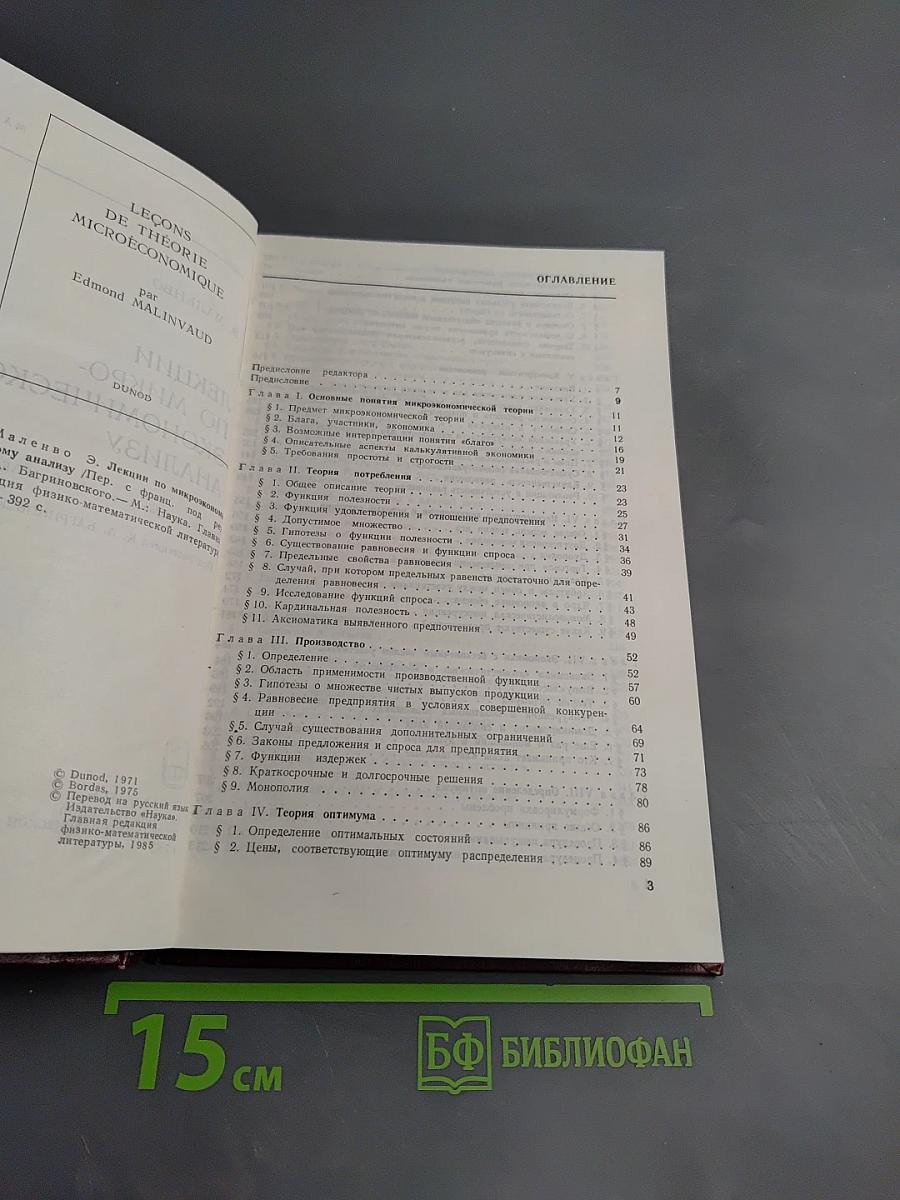 LEÇONS
DE THÉORIE
MICROÉCONOMIQUE
par
Edmond MALINVAUD
DUNOD
Маленво Э. Лекции по микроэконом
ому анализу /Пер. с франц. под ре
Багриновского.— М.: Наука. Главн
ция физико-математической литератур
392 с.
© Dunod, 1971
© Bordas, 1975
© Перевод на русский язык
Издательство «Наука».
Главная редакция
физико-математической
литературы, 1985
ОГЛАВЛЕНИЕ
Предисловие редактора . . . 7
Предисловие . . . 9
Глава I. Основные понятия микроэкономической теории . . . 11
§ 1. Предмет микроэкономической теории . . . 11
§ 2. Блага, участники, экономика . . . 12
§ 3. Возможные интерпретации понятия «благо» . . . 16
§ 4. Описательные аспекты калькулятивной экономики . . . 19
§ 5. Требования простоты и строгости . . . 21
Глава II. Теория потребления . . . 23
§ 1. Общее описание теории . . . 23
§ 2. Функция полезности . . . 25
§ 3. Функция удовлетворения и отношение предпочтения . . . 27
§ 4. Допустимое множество . . . 31
§ 5. Гипотезы о функции полезности . . . 34
§ 6. Существование равновесия и функции спроса . . . 36
§ 7. Предельные свойства равновесия . . . 39
§ 8. Случай, при котором предельных равенств достаточно для опре-
деления равновесия . . . 41
§ 9. Исследование функций спроса . . . 43
§ 10. Кардинальная полезность . . . 48
§ 11. Аксиоматика выявленного предпочтения . . . 49
Глава III. Производство . . . 52
§ 1. Определение . . . 52
§ 2. Область применимости производственной функции . . . 57
§ 3. Гипотезы о множестве чистых выпусков продукции . . . 60
§ 4. Равновесие предприятия в условиях совершенной конкурен-
ции . . . 64
§ 5. Случай существования дополнительных ограничений . . . 69
§ 6. Законы предложения и спроса для предприятия . . . 71
§ 7. Функции издержек . . . 73
§ 8. Краткосрочные и долгосрочные решения . . . 78
§ 9. Монополия . . . 80
Глава IV. Теория оптимума . . . 86
§ 1. Определение оптимальных состояний . . . 86
§ 2. Цены, соответствующие оптимуму распределения . . . 89
3
15 см
БФ БИБЛИОФАН